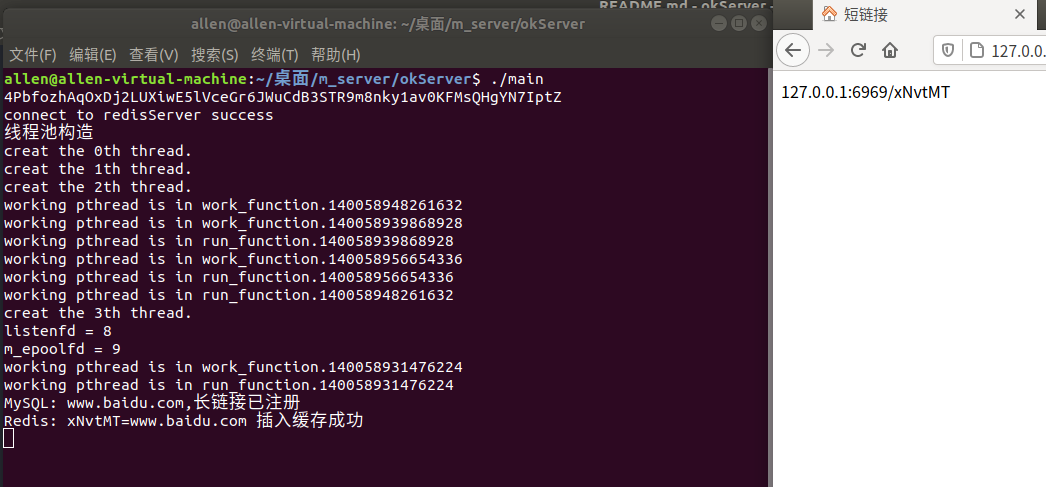 README.md - okServer -
allen@allen-virtual-machine: ~/桌面/m_server/okServer
文件(F) 编辑(E) 查看(V) 搜索(S) 终端(T) 帮助(H)
allen@allen-virtual-machine:~/桌面/m_server/okServer$ ./main
4PbfozhAqOxDj2LUXiwE5lVceGr6JWuCdB3STR9m8nky1av0KFMsQHgYN7IptZ
connect to redisServer success
线程池构造
creat the 0th thread.
creat the 1th thread.
creat the 2th thread.
working pthread is in work_function.140058948261632
working pthread is in work_function.140058939868928
working pthread is in run_function.140058939868928
working pthread is in work_function.140058956654336
working pthread is in run_function.140058956654336
working pthread is in run_function.140058948261632
creat the 3th thread.
listenfd = 8
m_epoolfd = 9
working pthread is in work_function.140058931476224
working pthread is in run_function.140058931476224
MySQL: www.baidu.com,长链接已注册
Redis: xNvtMT=www.baidu.com 插入缓存成功
短链接
127.0.0.
127.0.0.1:6969/xNvtMT